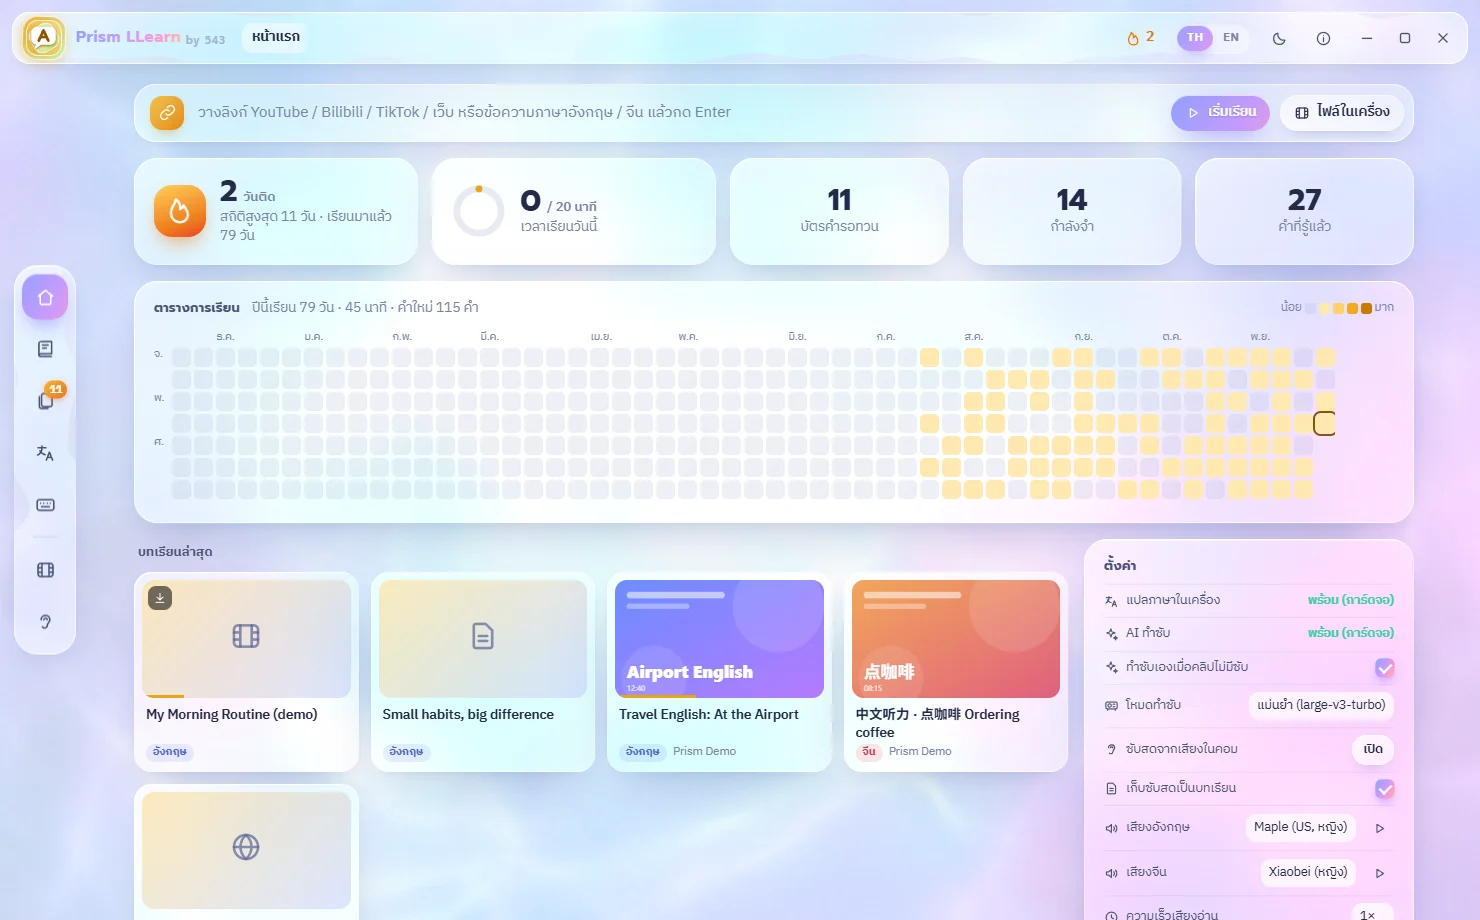 A
Prism LLearn by 543
หน้าแรก
2
TH
EN
วางลิงก์ YouTube / Bilibili / TikTok / เว็บ หรือข้อความภาษาอังกฤษ / จีน แล้วกด Enter
เริ่มเรียน
ไฟล์ในเครื่อง
2 วันติด
สถิติสูงสุด 11 วัน · เรียนมาแล้ว
79 วัน
0 / 20 นาที
เวลาเรียนวันนี้
11
บัตรคำรอทวน
14
กำลังจำ
27
คำที่รู้แล้ว
ตารางการเรียน ปีนี้เรียน 79 วัน · 45 นาที · คำใหม่ 115 คำ
น้อย มาก
ธ.ค. ม.ค. ก.พ. มี.ค. เม.ย. พ.ค. มิ.ย. ก.ค. ส.ค. ก.ย. ต.ค. พ.ย.
จ.
พ.
ศ.
11
บทเรียนล่าสุด
My Morning Routine (demo)
อังกฤษ
Small habits, big difference
อังกฤษ
Airport English
12:40
Travel English: At the Airport
อังกฤษ Prism Demo
点咖啡
08:15
中文听力 · 点咖啡 Ordering
coffee
จีน Prism Demo
ตั้งค่า
แปลภาษาในเครื่อง พร้อม (การ์ดจอ)
AI ทำซับ พร้อม (การ์ดจอ)
ทำซับเองเมื่อคลิปไม่มีซับ
โหมดทำซับ แม่นยำ (large-v3-turbo)
ซับสดจากเสียงในคอม เปิด
เก็บซับสดเป็นบทเรียน
เสียงอังกฤษ Maple (US, หญิง)
เสียงจีน Xiaobei (หญิง)
ความเร็วเสียงอ่าน 1×